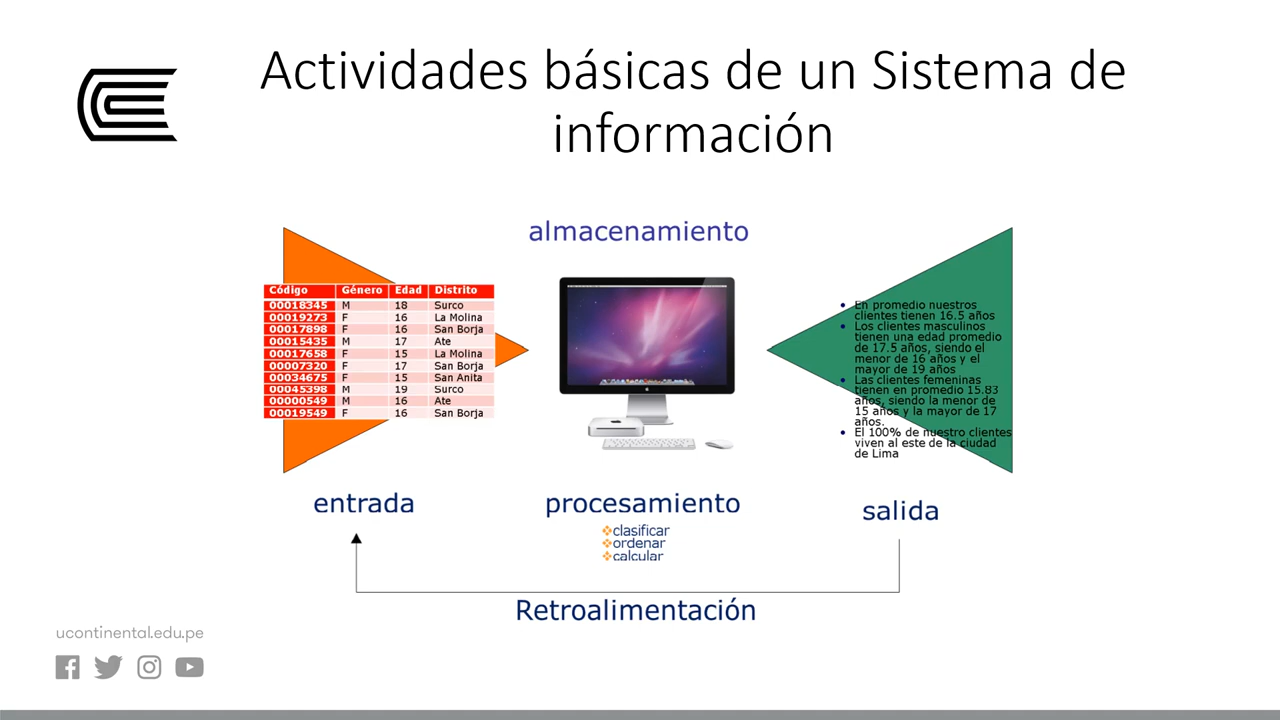 Actividades básicas de un Sistema de
información
almacenamiento
Código Género Edad Distrito
00018345 M 18 Surco
00019273 F 16 La Molina
00017898 F 16 San Borja
00015435 M 17 Ate
00017658 F 15 La Molina
00007320 F 17 San Borja
00034675 F 15 San Anita
00045398 M 19 Surco
00000549 M 16 Ate
00019549 F 16 San Borja
• En promedio nuestros
clientes tienen 16.5 años
• Los clientes masculinos
tienen una edad promedio
de 17.5 años, siendo el
menor de 16 años y el
mayor de 19 años
• Las clientes femeninas
tienen en promedio 15.83
años, siendo la menor de
15 años y la mayor de 17
años.
• El 100% de nuestro clientes
viven al este de la ciudad
de Lima
entrada
procesamiento
salida
❖clasificar
❖ordenar
❖calcular
Retroalimentación
ucontinental.edu.pe